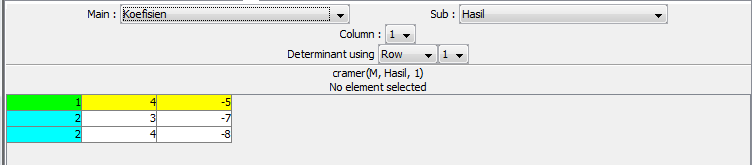 Main : Koefisien Sub : Hasil
Column : 1
Determinant using Row 1
cramer(M, Hasil, 1)
No element selected
1 4 -5
2 3 -7
2 4 -8